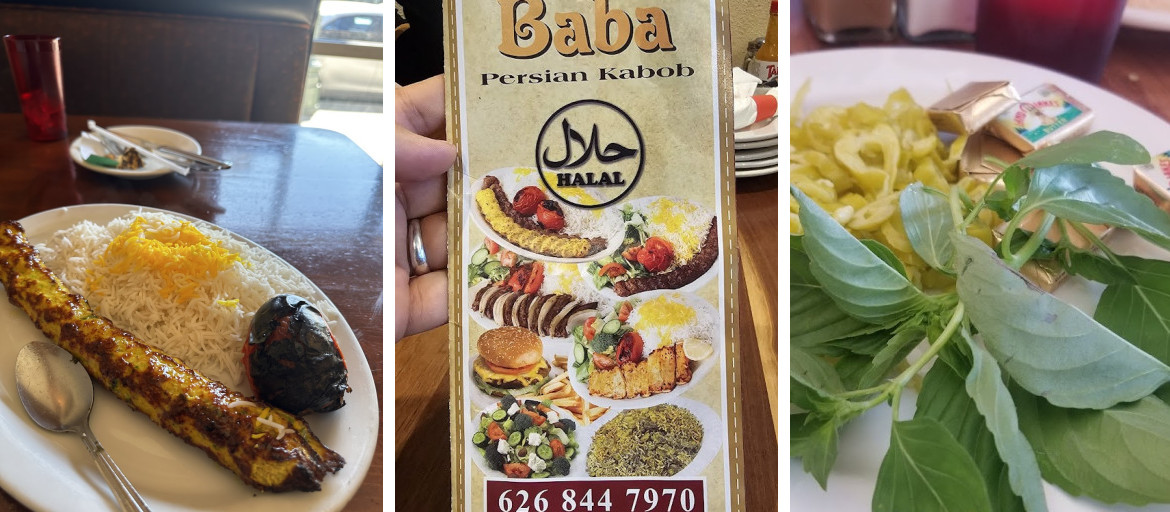 Baba
Persian Kabob
حلال
HALAL
626 844 7970